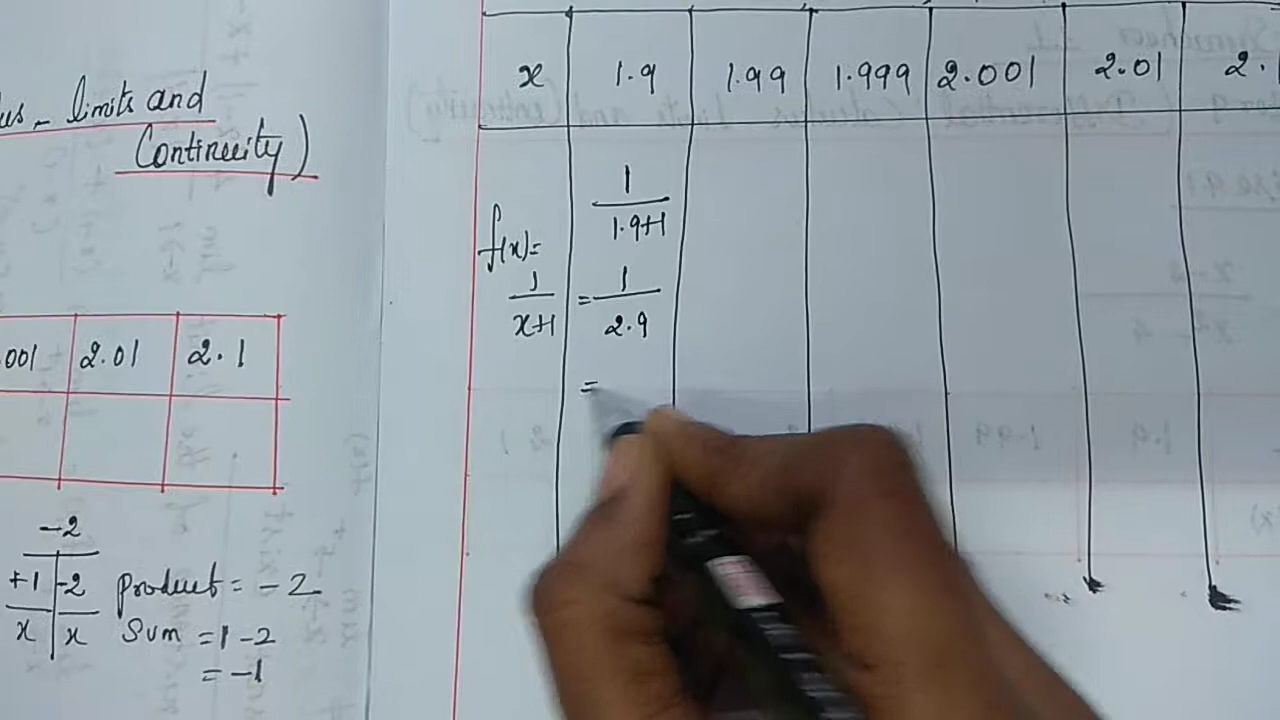 us - limits and
Continuity)
001 2.01 2.1
-2
+1 -2 product = -2
x x Sum = 1 - 2
= -1
x 1.9 1.99 1.999 2.001 2.01 2.
f(x)=
1/(x+1)
1/(1.9+1)
= 1/2.9
=